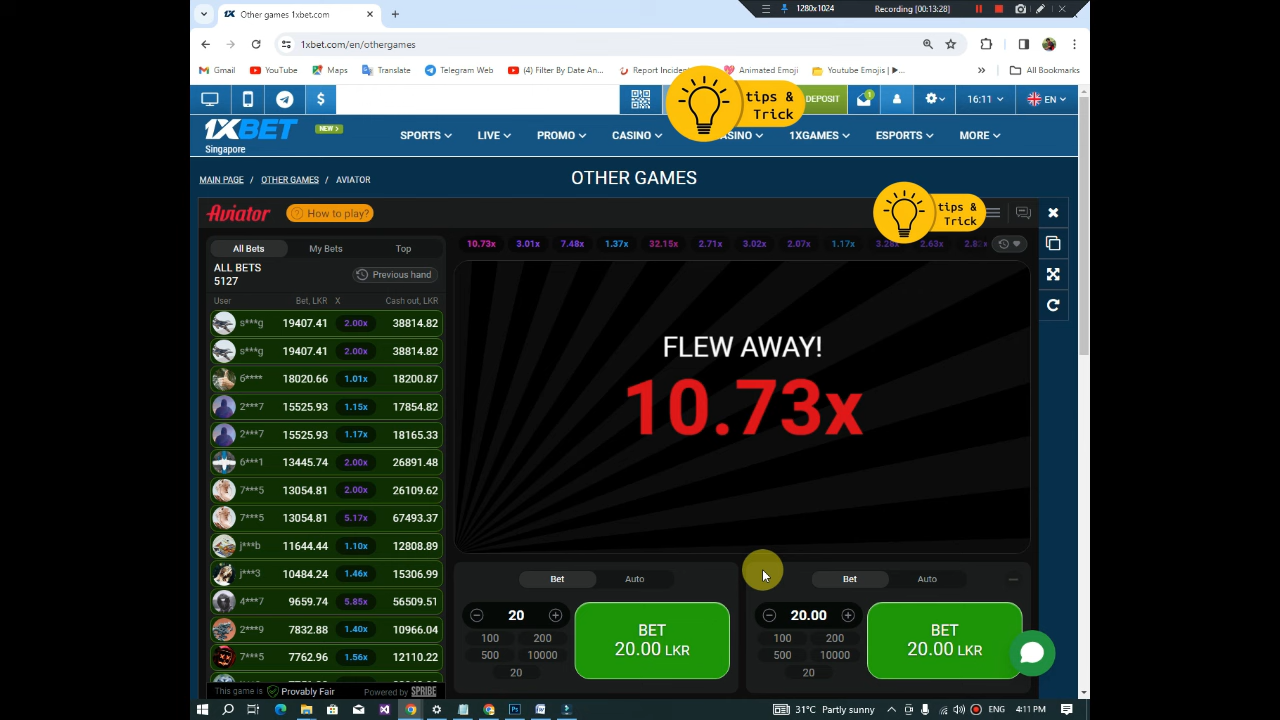 Other games 1xbet.com
1280x1024
Recording [00:13:28]
1xbet.com/en/othergames
Gmail
YouTube
Maps
Translate
Telegram Web
(4) Filter By Date An...
Report Inciden
Animated Emoji
Youtube Emojis | ►...
All Bookmarks
tips &
Trick
DEPOSIT
1
16:11
EN
1XBET
NEW
Singapore
SPORTS
LIVE
PROMO
CASINO
1XGAMES
ESPORTS
MORE
MAIN PAGE / OTHER GAMES / AVIATOR
OTHER GAMES
Aviator
? How to play?
tips &
Trick
All Bets My Bets Top
10.73x 3.01x 7.48x 1.37x 32.15x 2.71x 3.02x 2.07x 1.17x 2.63x
ALL BETS
5127
Previous hand
User Bet, LKR X Cash out, LKR
s***g 19407.41 2.00x 38814.82
s***g 19407.41 2.00x 38814.82
6**** 18020.66 1.01x 18200.87
2***7 15525.93 1.15x 17854.82
2***7 15525.93 1.17x 18165.33
6***1 13445.74 2.00x 26891.48
7***5 13054.81 2.00x 26109.62
7***5 13054.81 5.17x 67493.37
j***b 11644.44 1.10x 12808.89
j***3 10484.24 1.46x 15306.99
4***7 9659.74 5.85x 56509.51
2***9 7832.88 1.40x 10966.04
7***5 7762.96 1.56x 12110.22
FLEW AWAY!
10.73x
Bet Auto
20
100 200
500 10000
20
BET
20.00 LKR
Bet Auto
20.00
100 200
500 10000
20
BET
20.00 LKR
This game is Provably Fair Powered by SPRIBE
31°C Partly sunny
ENG
4:11 PM